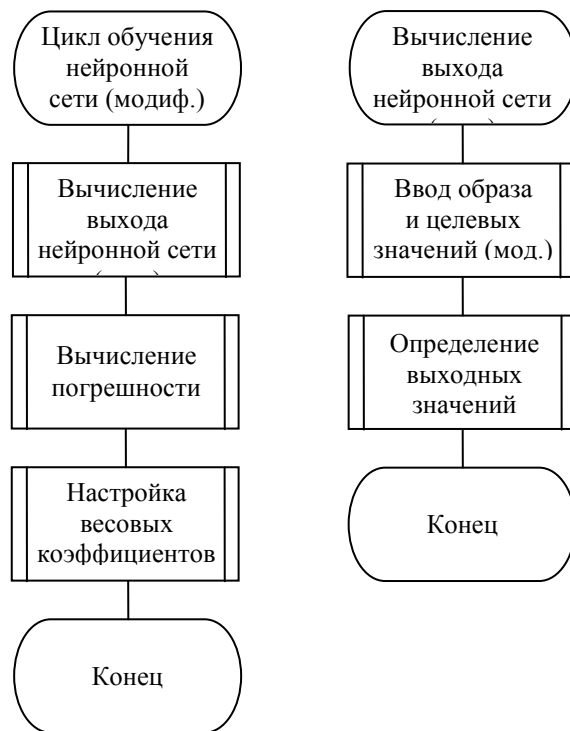 Цикл обучения
нейронной
сети (модиф.)
Вычисление
выхода
нейронной сети
Вычисление
погрешности
Настройка
весовых
коэффициентов
Конец
Вычисление
выхода
нейронной сети
Ввод образа
и целевых
значений (мод.)
Определение
выходных
значений
Конец